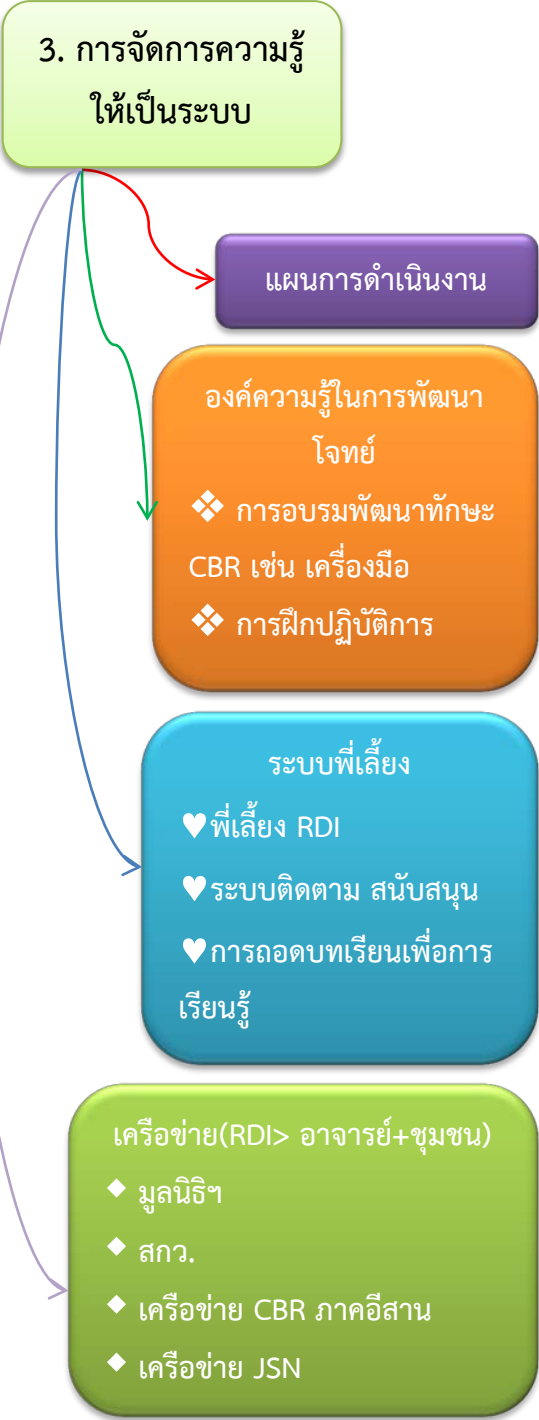 3. การจัดการความรู้
ให้เป็นระบบ
แผนการดำเนินงาน
องค์ความรู้ในการพัฒนา
โจทย์
❖ การอบรมพัฒนาทักษะ
CBR เช่น เครื่องมือ
❖ การฝึกปฏิบัติการ
ระบบพี่เลี้ยง
♥พี่เลี้ยง RDI
♥ระบบติดตาม สนับสนุน
♥การถอดบทเรียนเพื่อการ
เรียนรู้
เครือข่าย(RDI> อาจารย์+ชุมชน)
◆ มูลนิธิฯ
◆ สกว.
◆ เครือข่าย CBR ภาคอีสาน
◆ เครือข่าย JSN